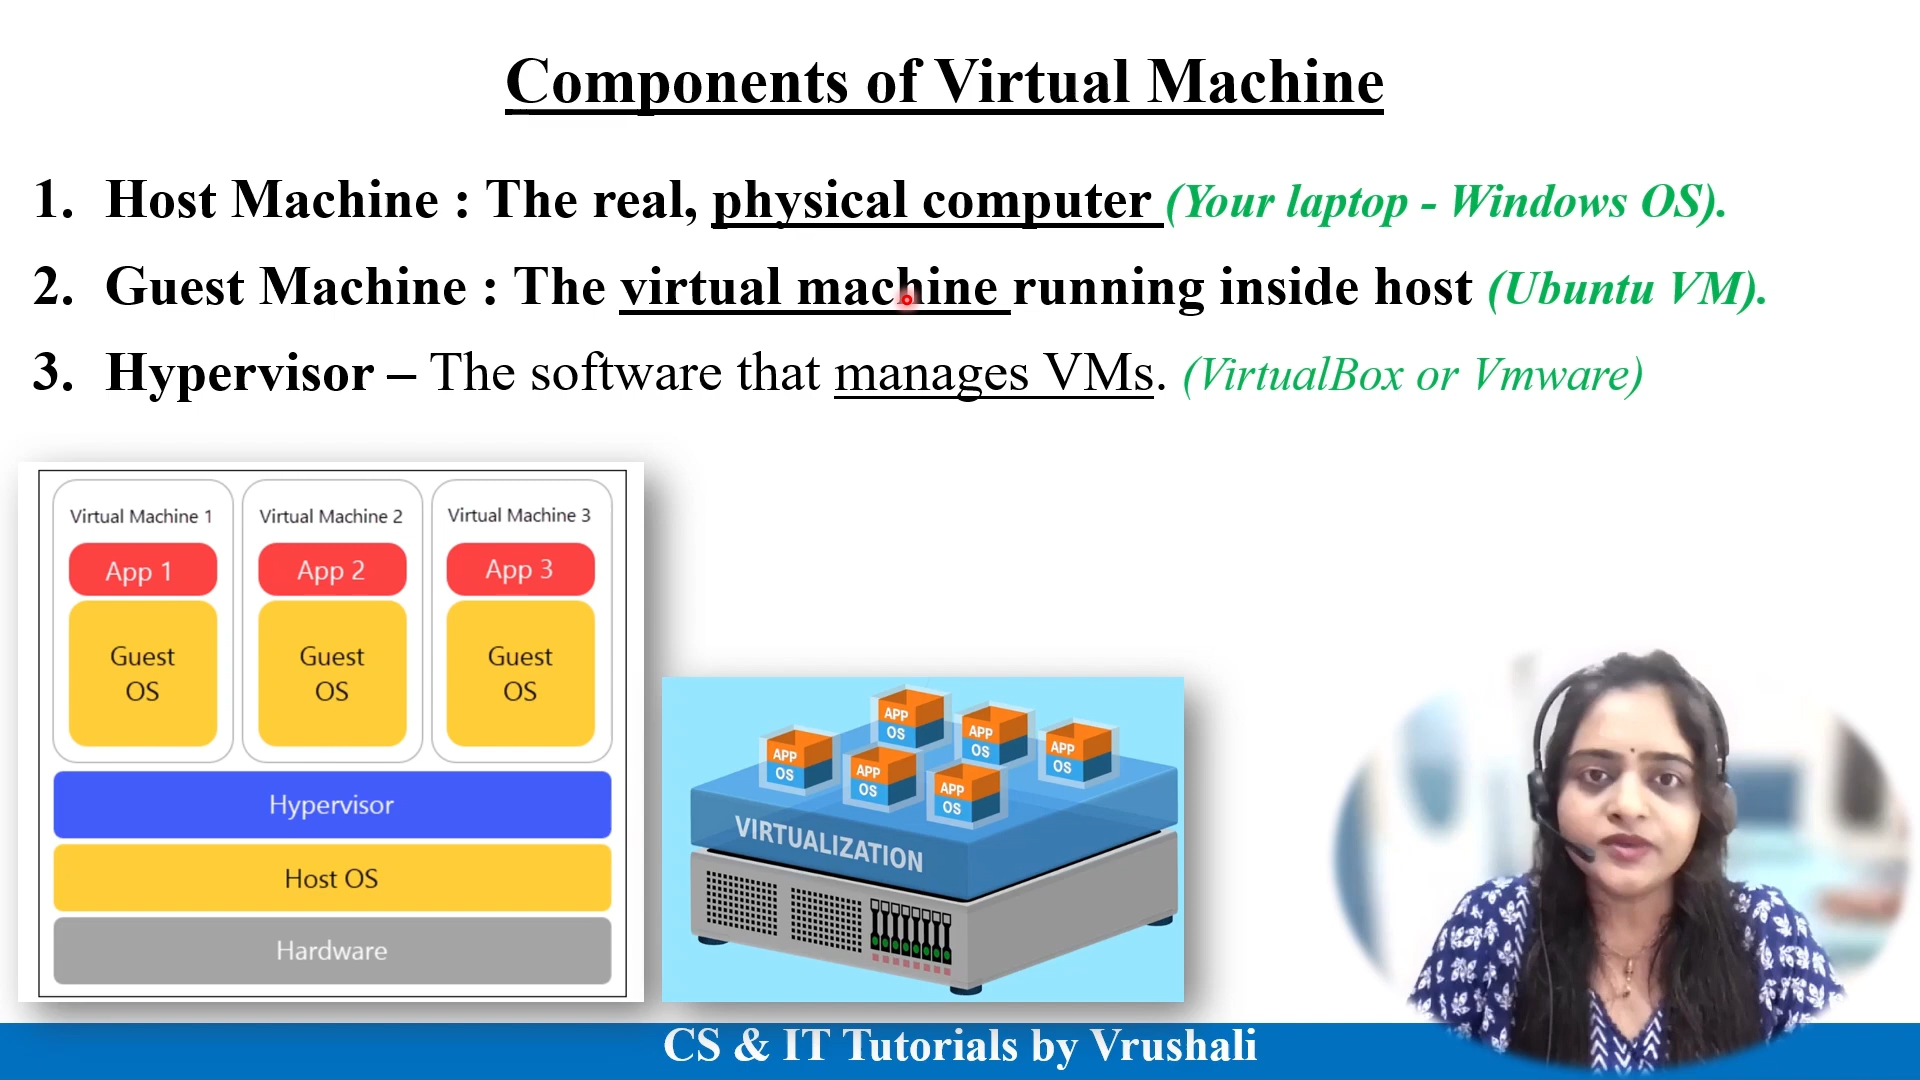 Components of Virtual Machine
1. Host Machine : The real, physical computer (Your laptop - Windows OS).
2. Guest Machine : The virtual machine running inside host (Ubuntu VM).
3. Hypervisor – The software that manages VMs. (VirtualBox or Vmware)
Virtual Machine 1
App 1
Guest
OS
Virtual Machine 2
App 2
Guest
OS
Virtual Machine 3
App 3
Guest
OS
Hypervisor
Host OS
Hardware
APP
OS
APP
OS
APP
OS
APP
OS
APP
OS
APP
OS
VIRTUALIZATION
CS & IT Tutorials by Vrushali